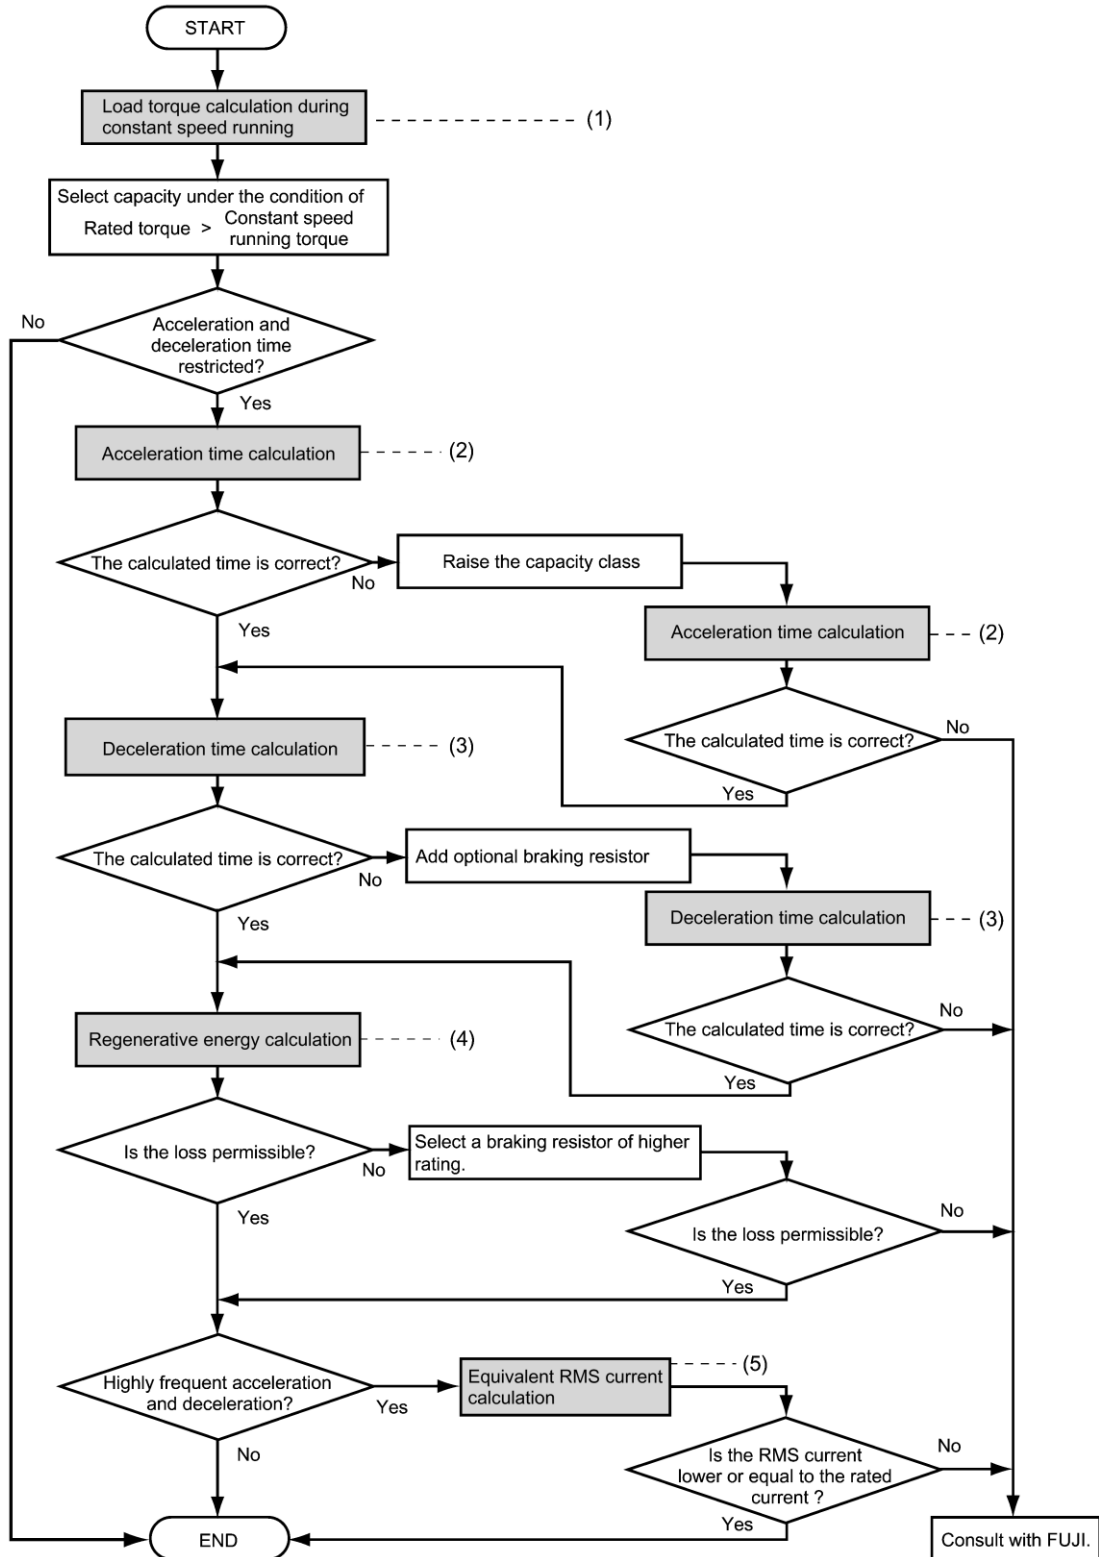 START
Load torque calculation during
constant speed running
(1)
Select capacity under the condition of
Rated torque > Constant speed
running torque
No
Acceleration and
deceleration time
restricted?
Yes
Acceleration time calculation
(2)
The calculated time is correct?
No
Raise the capacity class
Yes
Acceleration time calculation
(2)
Deceleration time calculation
(3)
The calculated time is correct?
No
Yes
The calculated time is correct?
No
Add optional braking resistor
Yes
Deceleration time calculation
(3)
Regenerative energy calculation
(4)
The calculated time is correct?
No
Yes
Is the loss permissible?
No
Select a braking resistor of higher
rating.
Yes
Is the loss permissible?
No
Yes
Highly frequent acceleration
and deceleration?
Yes
Equivalent RMS current
calculation
(5)
No
Is the RMS current
lower or equal to the rated
current ?
No
Yes
END
Consult with FUJI.